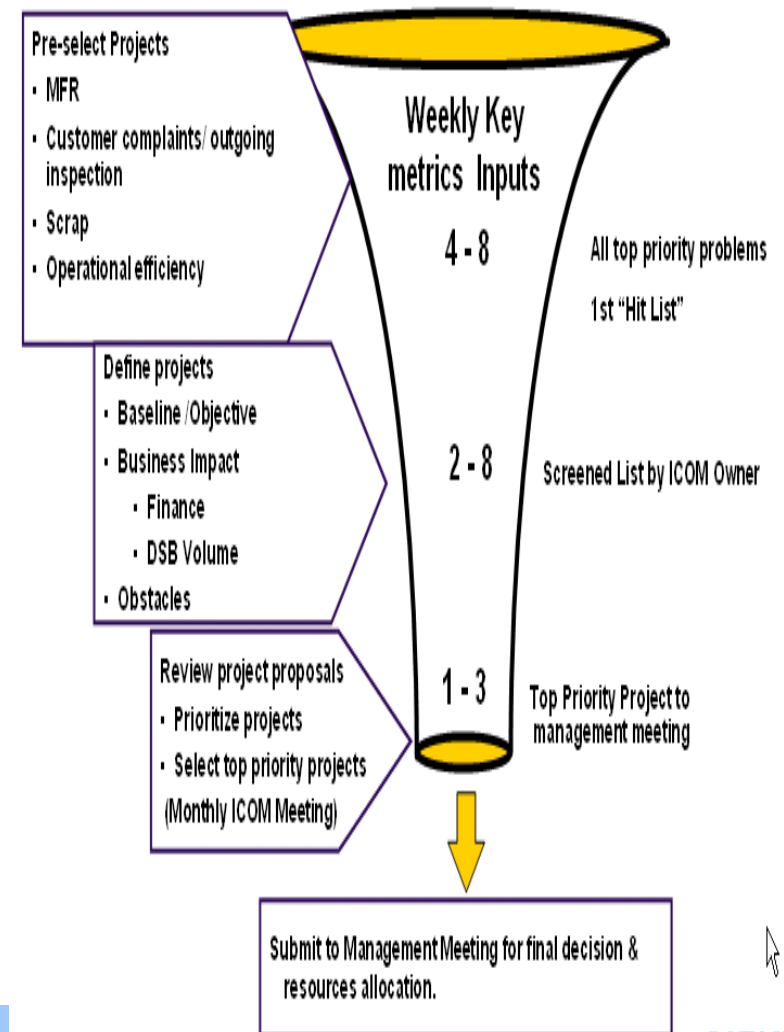 Pre-select Projects
▪ MFR
▪ Customer complaints/ outgoing
inspection
▪ Scrap
▪ Operational efficiency
Weekly Key
metrics Inputs
4 - 8
All top priority problems
1st “Hit List”
Define projects
▪ Baseline /Objective
▪ Business Impact
▪ Finance
▪ DSB Volume
▪ Obstacles
2 - 8
Screened List by ICOM Owner
Review project proposals
▪ Prioritize projects
▪ Select top priority projects
(Monthly ICOM Meeting)
1 - 3
Top Priority Project to
management meeting
Submit to Management Meeting for final decision &
resources allocation.